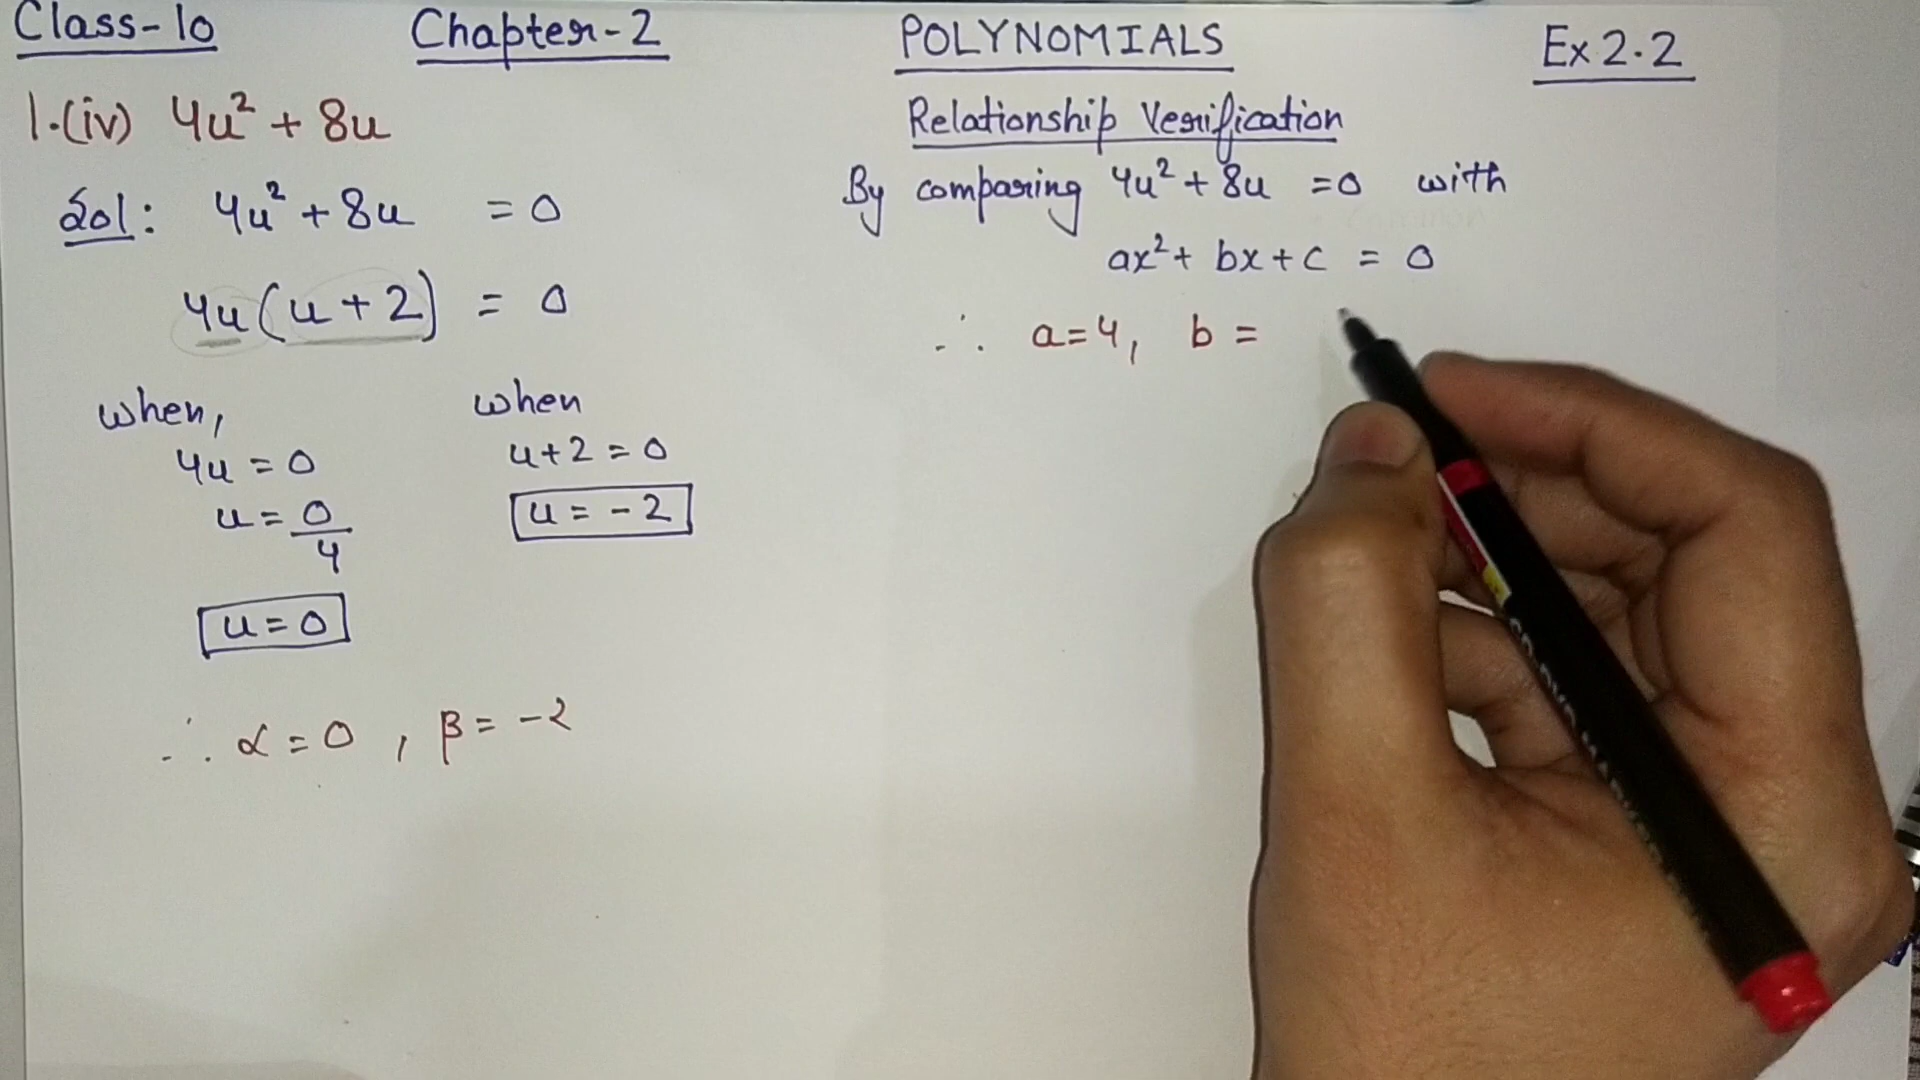 Class-10 Chapter-2 POLYNOMIALS Ex 2.2
1.(iv) 4u² + 8u
Sol: 4u² + 8u = 0
4u(u+2) = 0
when,
4u = 0
u = 0/4
u = 0
when
u+2 = 0
u = -2
∴ α = 0, β = -2
Relationship Verification
By comparing 4u² + 8u = 0 with
ax² + bx + c = 0
∴ a=4, b =